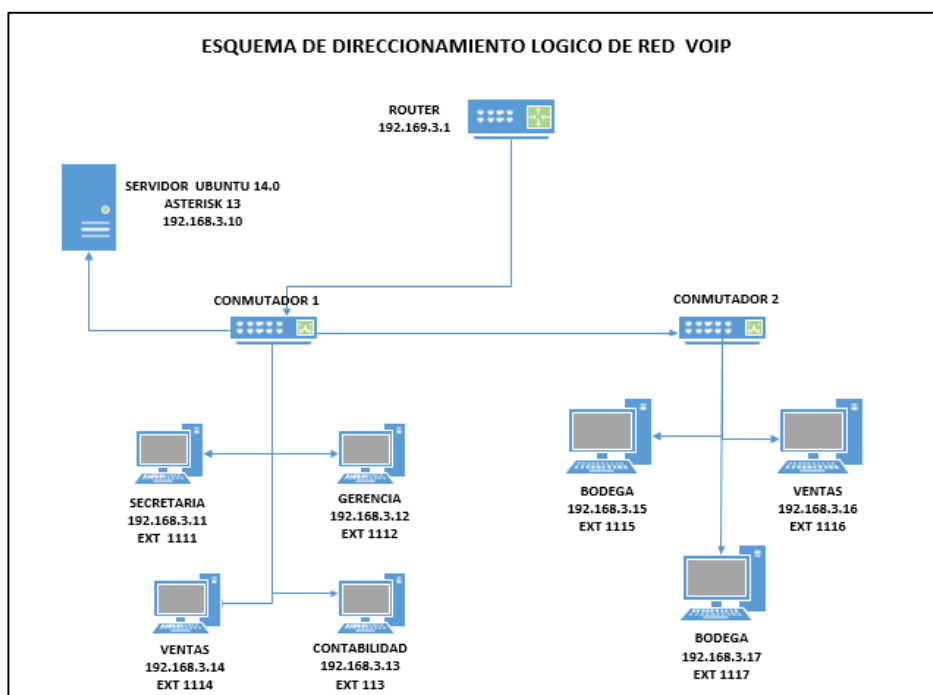 ESQUEMA DE DIRECCIONAMIENTO LOGICO DE RED VOIP
ROUTER
192.169.3.1
SERVIDOR UBUNTU 14.0
ASTERISK 13
192.168.3.10
CONMUTADOR 1
CONMUTADOR 2
SECRETARIA
192.168.3.11
EXT 1111
GERENCIA
192.168.3.12
EXT 1112
BODEGA
192.168.3.15
EXT 1115
VENTAS
192.168.3.16
EXT 1116
VENTAS
192.168.3.14
EXT 1114
CONTABILIDAD
192.168.3.13
EXT 113
BODEGA
192.168.3.17
EXT 1117